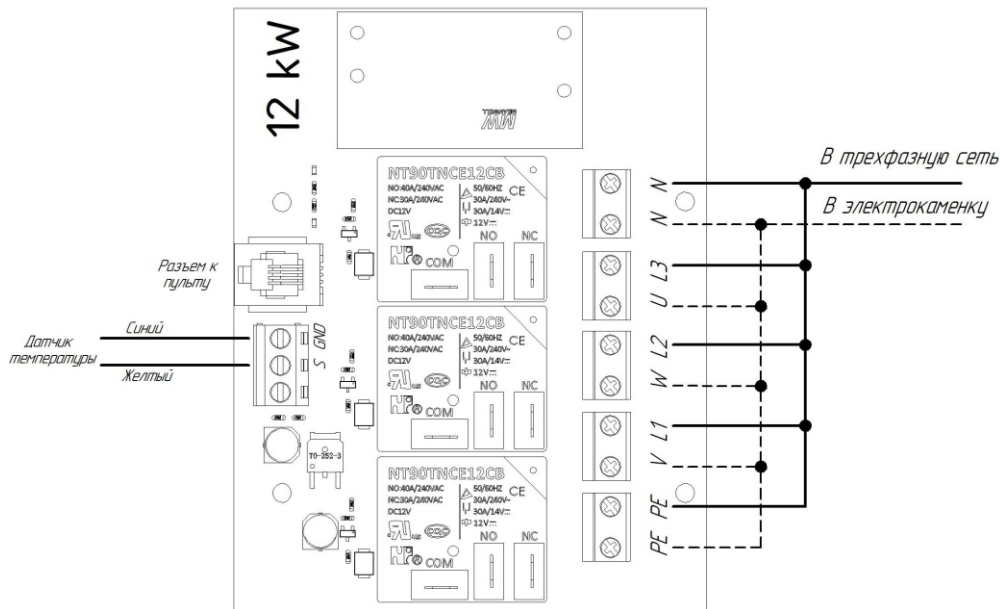 12 kW
MW
MEANWELL
NT90TNCE12CB
NO:40A/240VAC
NC:30A/240VAC
DC12V
50/60HZ
30A/240V~
30A/14V
12V
CE
CQC
COM
NO
NC
NT90TNCE12CB
NO:40A/240VAC
NC:30A/240VAC
DC12V
50/60HZ
30A/240V~
30A/14V
12V
CE
CQC
COM
NO
NC
NT90TNCE12CB
NO:40A/240VAC
NC:30A/240VAC
DC12V
50/60HZ
30A/240V~
30A/14V
12V
CE
CQC
COM
NO
NC
Разъем к
пульту
Датчик
температуры
Синий
Желтый
GND
S
TO-252-3
N
N
L3
U
L2
W
L1
V
PE
PE
В трехфазную сеть
В электрокаменку